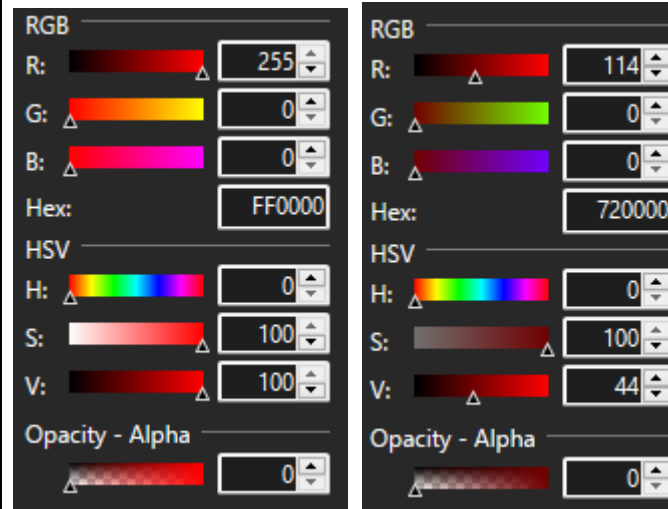 RGB
R: 255
G: 0
B: 0
Hex: FF0000
HSV
H: 0
S: 100
V: 100
Opacity - Alpha
0
RGB
R: 114
G: 0
B: 0
Hex: 720000
HSV
H: 0
S: 100
V: 44
Opacity - Alpha
0